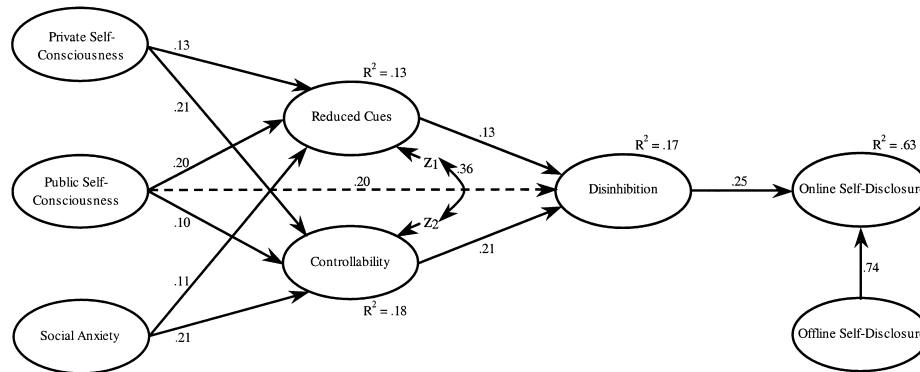 Private Self-
Consciousness
.13
R² = .13
.21
Reduced Cues
.13
R² = .17
R² = .63
.20
Z1
.36
Public Self-
Consciousness
.20
Disinhibition
.25
Online Self-Disclosure
.10
Z2
.21
Controllability
.11
.74
R² = .18
Social Anxiety
.21
Offline Self-Disclosure